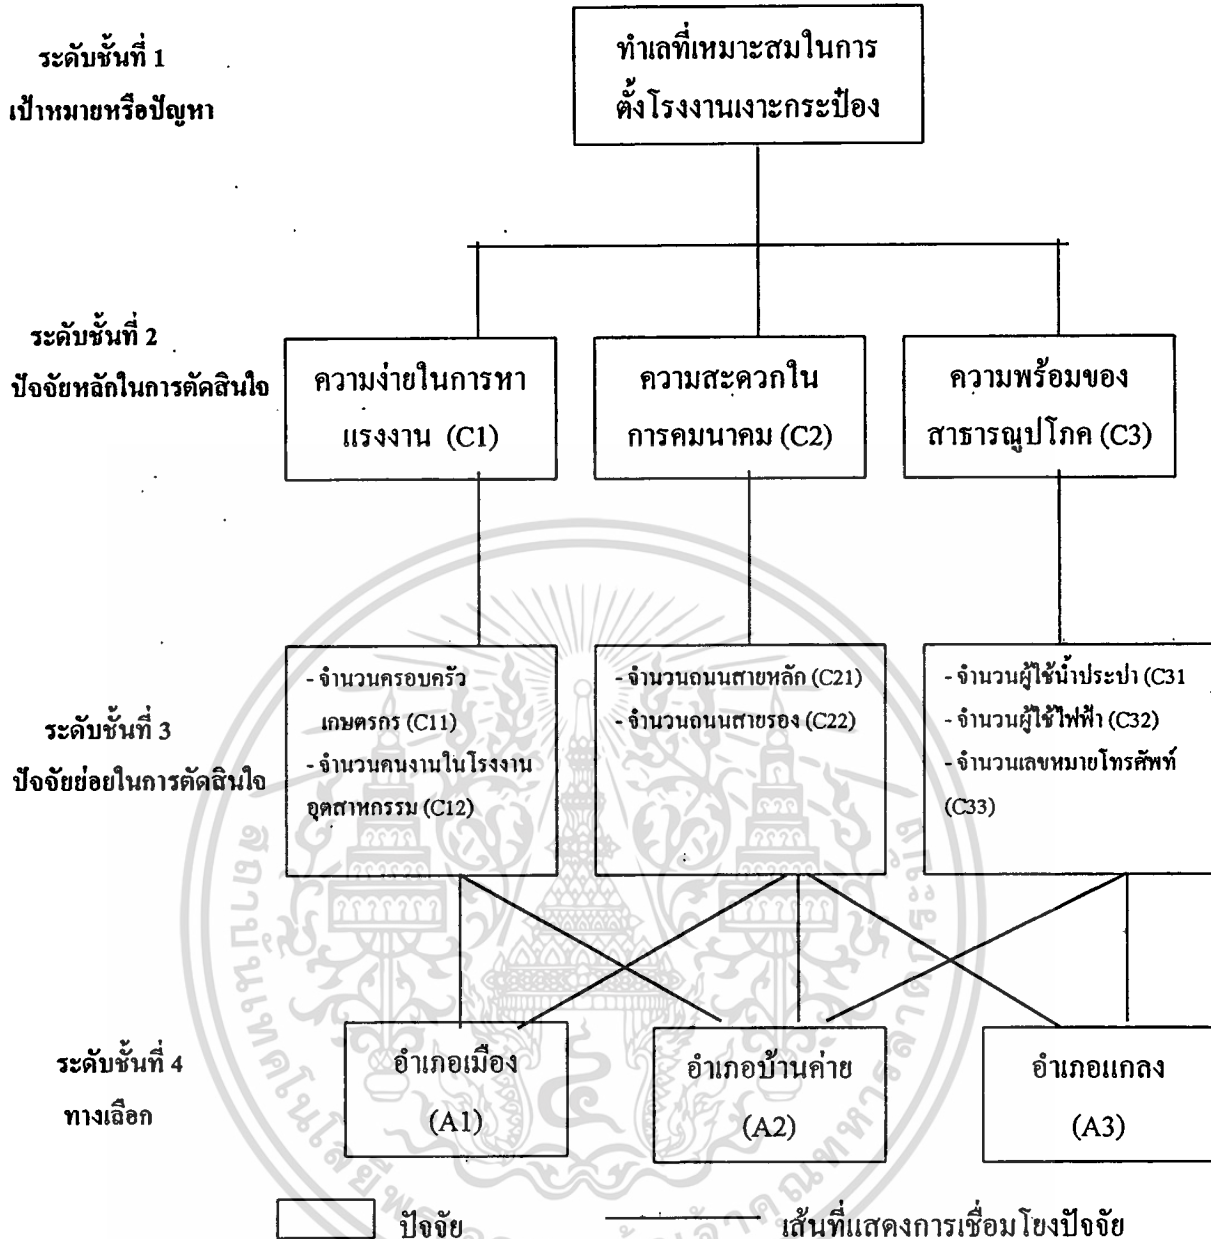 ระดับชั้นที่ 1
เป้าหมายหรือปัญหา
ทำเลที่เหมาะสมในการ
ตั้งโรงงานเงาะกระป๋อง
ระดับชั้นที่ 2
ปัจจัยหลักในการตัดสินใจ
ความง่ายในการหา
แรงงาน (C1)
ความสะดวกใน
การคมนาคม (C2)
ความพร้อมของ
สาธารณูปโภค (C3)
ระดับชั้นที่ 3
ปัจจัยย่อยในการตัดสินใจ
- จำนวนครอบครัว
เกษตรกร (C11)
- จำนวนคนงานในโรงงาน
อุตสาหกรรม (C12)
- จำนวนถนนสายหลัก (C21)
- จำนวนถนนสายรอง (C22)
- จำนวนผู้ใช้น้ำประปา (C31
- จำนวนผู้ใช้ไฟฟ้า (C32)
- จำนวนเลขหมายโทรศัพท์
(C33)
ระดับชั้นที่ 4
ทางเลือก
อำเภอเมือง
(A1)
อำเภอบ้านค่าย
(A2)
อำเภอแกลง
(A3)
ปัจจัย
เส้นที่แสดงการเชื่อมโยงปัจจัย